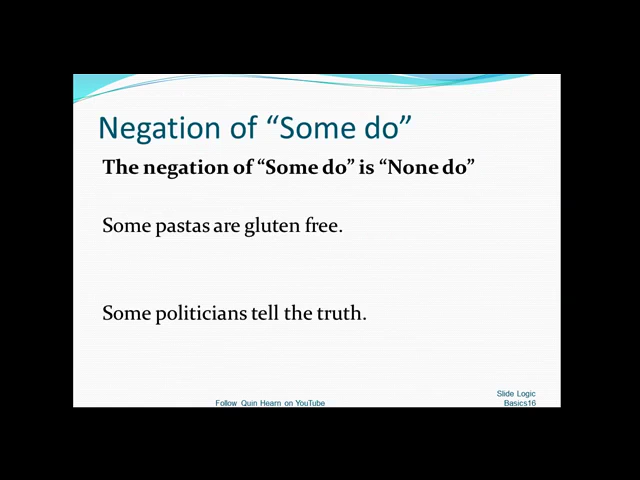 Negation of “Some do”
The negation of “Some do” is “None do”
Some pastas are gluten free.
Some politicians tell the truth.
Slide Logic
Follow Quin Hearn on YouTube
Basics16